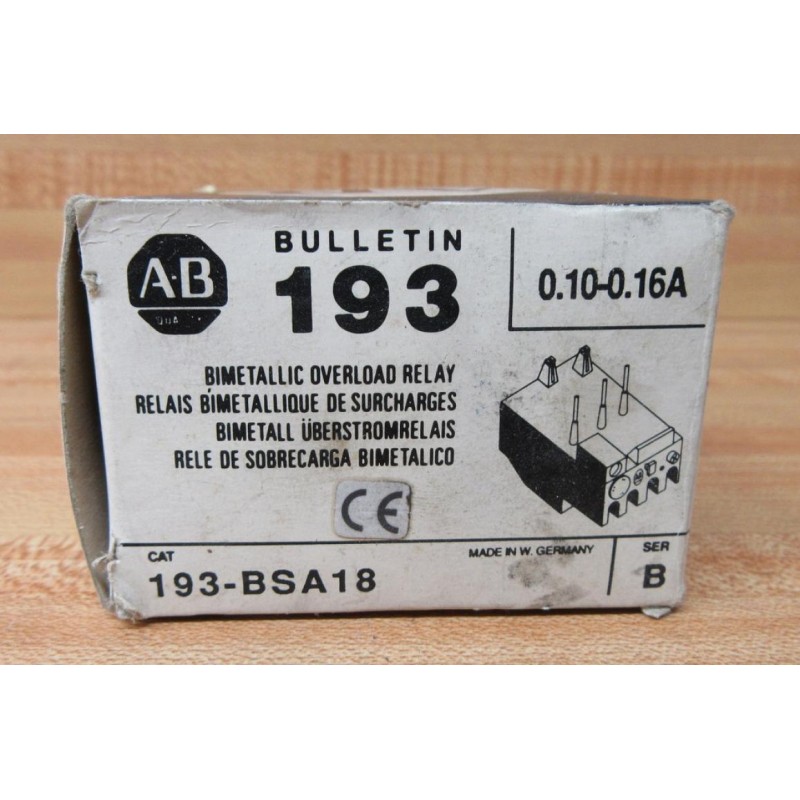 A-B
BULLETIN
193
0.10-0.16A
BIMETALLIC OVERLOAD RELAY
RELAIS BIMETALLIQUE DE SURCHARGES
BIMETALL ÜBERSTROMRELAIS
RELE DE SOBRECARGA BIMETALICO
CE
CAT
193-BSA18
MADE IN W. GERMANY
SER
B